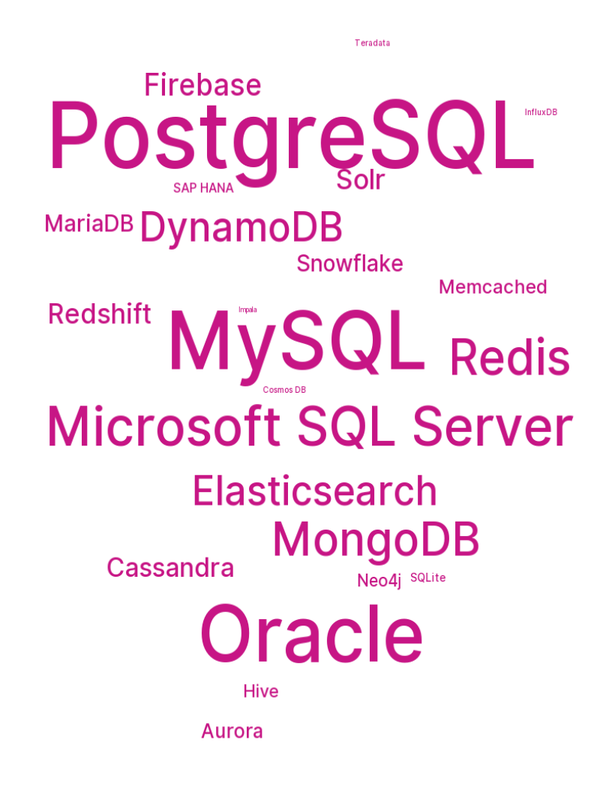 Teradata
Firebase
PostgreSQL
InfluxDB
Solr
SAP HANA
MariaDB
DynamoDB
Snowflake
Memcached
Redshift
Impala
MySQL
Redis
Cosmos DB
Microsoft SQL Server
Elasticsearch
MongoDB
Cassandra
Neo4j
SQLite
Oracle
Hive
Aurora